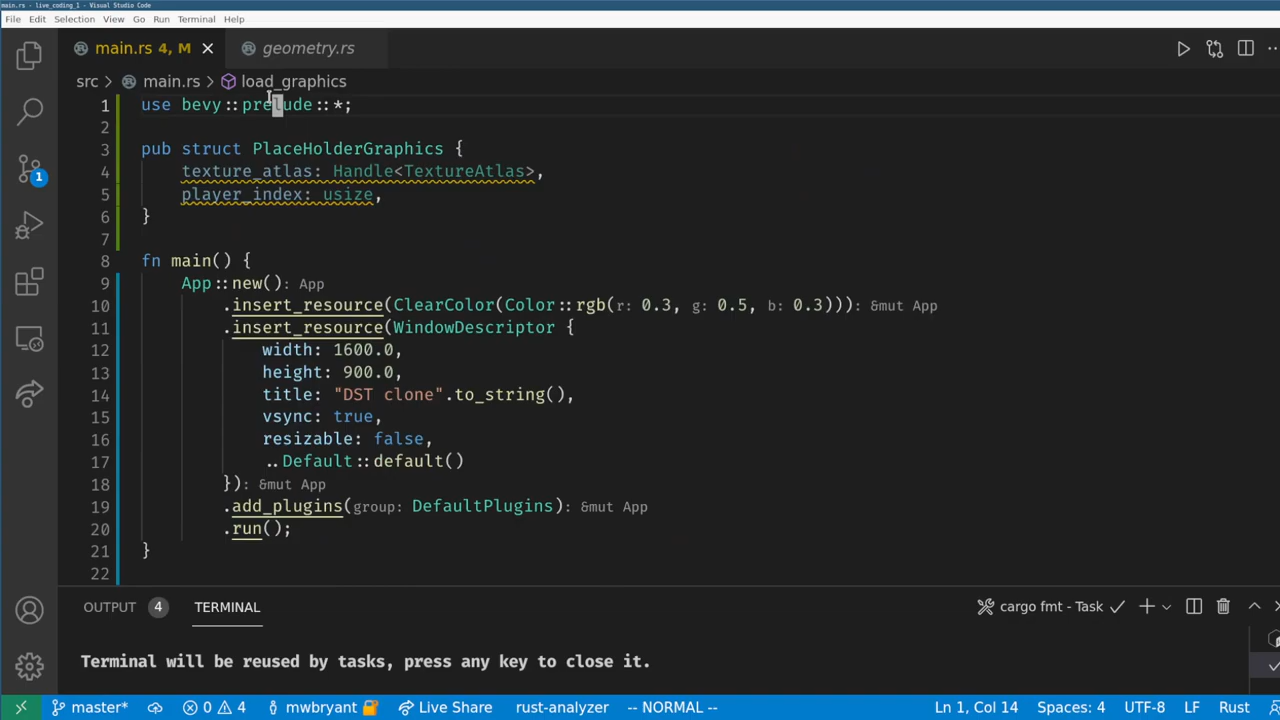 main.rs - live_coding_1 - Visual Studio Code
File Edit Selection View Go Run Terminal Help
main.rs 4, M geometry.rs
src > main.rs > load_graphics
1 use bevy::prelude::*;
2
3 pub struct PlaceHolderGraphics {
4 texture_atlas: Handle<TextureAtlas>,
5 player_index: usize,
6 }
7
8 fn main() {
9 App::new(): App
10 .insert_resource(ClearColor(Color::rgb(r: 0.3, g: 0.5, b: 0.3))): &mut App
11 .insert_resource(WindowDescriptor {
12 width: 1600.0,
13 height: 900.0,
14 title: "DST clone".to_string(),
15 vsync: true,
16 resizable: false,
17 ..Default::default()
18 }): &mut App
19 .add_plugins(group: DefaultPlugins): &mut App
20 .run();
21 }
22
1
OUTPUT 4 TERMINAL cargo fmt - Task
Terminal will be reused by tasks, press any key to close it.
master* 0 4 mwbryant Live Share rust-analyzer -- NORMAL -- Ln 1, Col 14 Spaces: 4 UTF-8 LF Rust